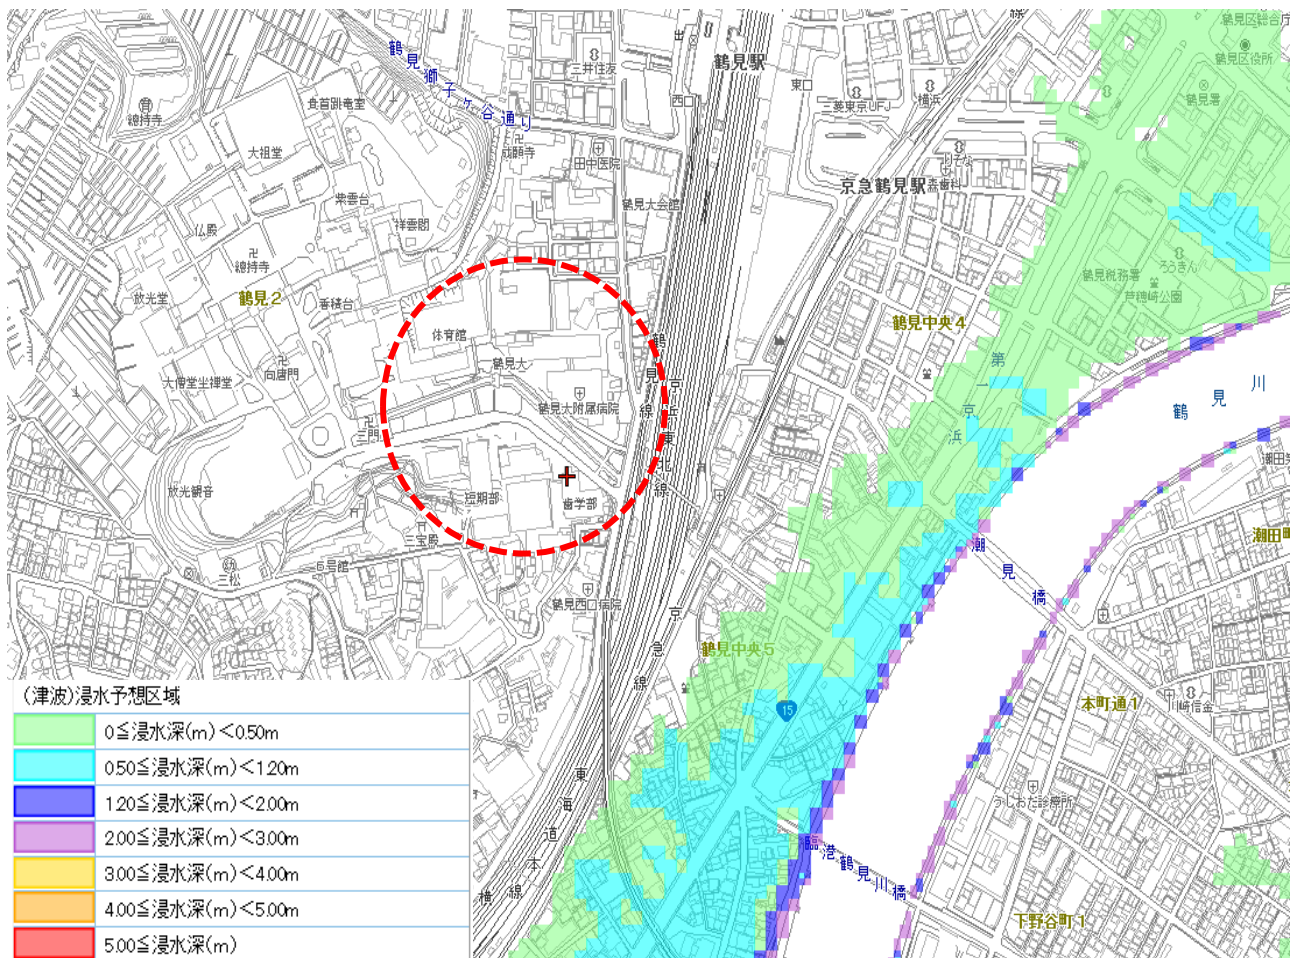 鶴見区総合庁
鶴見区役所
鶴見署
鶴見駅
東口
西口
出
三井住友
三菱東京UFJ
横浜
鶴見獅子ヶ谷通り
成願寺
田中医院
總持寺
大祖堂
紫雲台
祥雲閣
仏殿
總持寺
放光堂
鶴見2
香積台
鶴見大会館
京急鶴見駅
りそな
森歯科
鶴見税務署
ろうきん
芦穂崎公園
鶴見中央4
第一京浜
鶴見川
体育館
鶴見大
鶴見大附属病院
向唐門
大僧堂坐禅堂
三門
鶴見線
京浜東北線
放光観音
短期部
歯学部
三宝殿
6号館
三松
鶴見西口病院
潮見橋
潮田町
鶴見中央5
京急線
15
本町通1
川崎信金
うしおだ診療所
東海道本線
横
臨港鶴見川橋
下野谷町1
(津波)浸水予想区域
0≦浸水深(m)<0.50m
0.50≦浸水深(m)<1.20m
1.20≦浸水深(m)<2.00m
2.00≦浸水深(m)<3.00m
3.00≦浸水深(m)<4.00m
4.00≦浸水深(m)<5.00m
5.00≦浸水深(m)